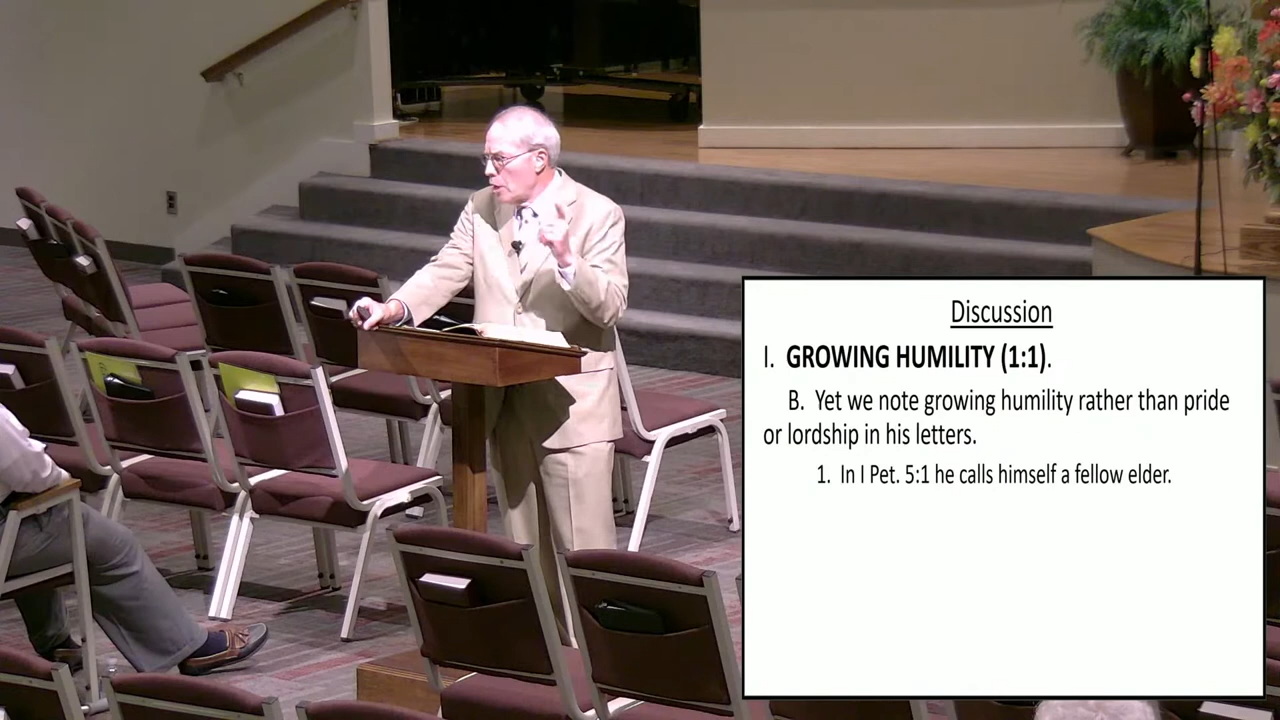 Discussion
I. GROWING HUMILITY (1:1).
B. Yet we note growing humility rather than pride
or lordship in his letters.
1. In I Pet. 5:1 he calls himself a fellow elder.